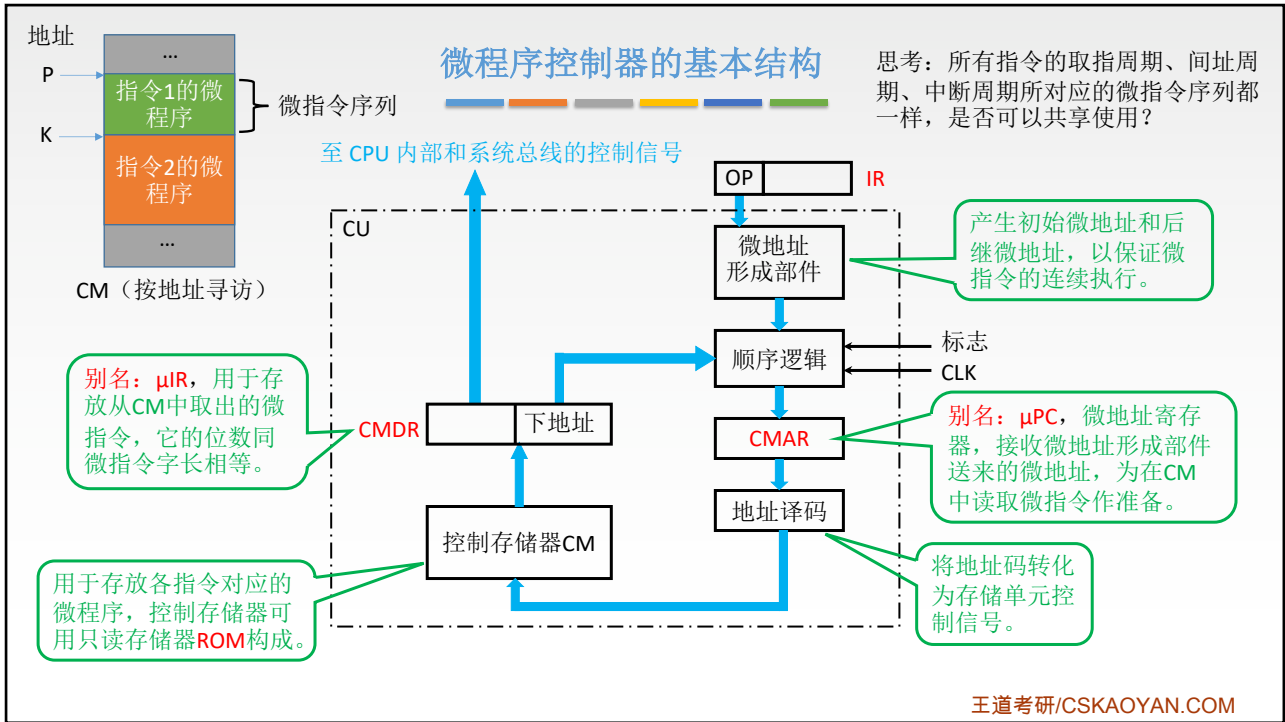 地址
P
K
...
指令1的微
程序
指令2的微
程序
...
微指令序列
CM（按地址寻访）
微程序控制器的基本结构
思考：所有指令的取指周期、间址周
期、中断周期所对应的微指令序列都
一样，是否可以共享使用？
至 CPU 内部和系统总线的控制信号
OP
IR
CU
微地址
形成部件
产生初始微地址和后
继微地址，以保证微
指令的连续执行。
顺序逻辑
标志
CLK
别名：μIR，用于存
放从CM中取出的微
指令，它的位数同
微指令字长相等。
CMDR
下地址
CMAR
别名：μPC，微地址寄存
器，接收微地址形成部件
送来的微地址，为在CM
中读取微指令作准备。
地址译码
控制存储器CM
用于存放各指令对应的
微程序，控制存储器可
用只读存储器ROM构成。
将地址码转化
为存储单元控
制信号。
王道考研/CSKAOYAN.COM